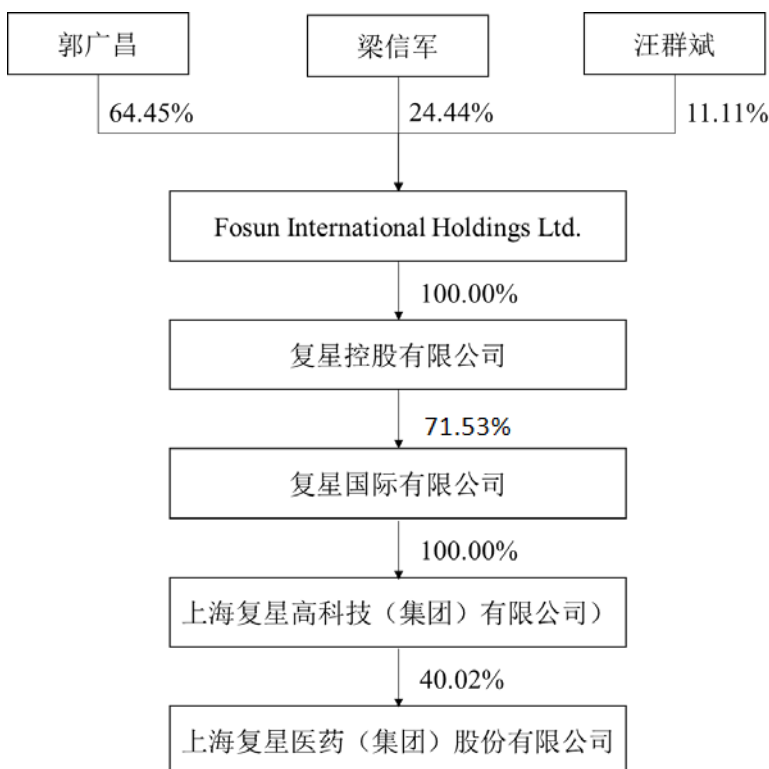 郭广昌
梁信军
汪群斌
64.45%
24.44%
11.11%
Fosun International Holdings Ltd.
100.00%
复星控股有限公司
71.53%
复星国际有限公司
100.00%
上海复星高科技（集团）有限公司）
40.02%
上海复星医药（集团）股份有限公司